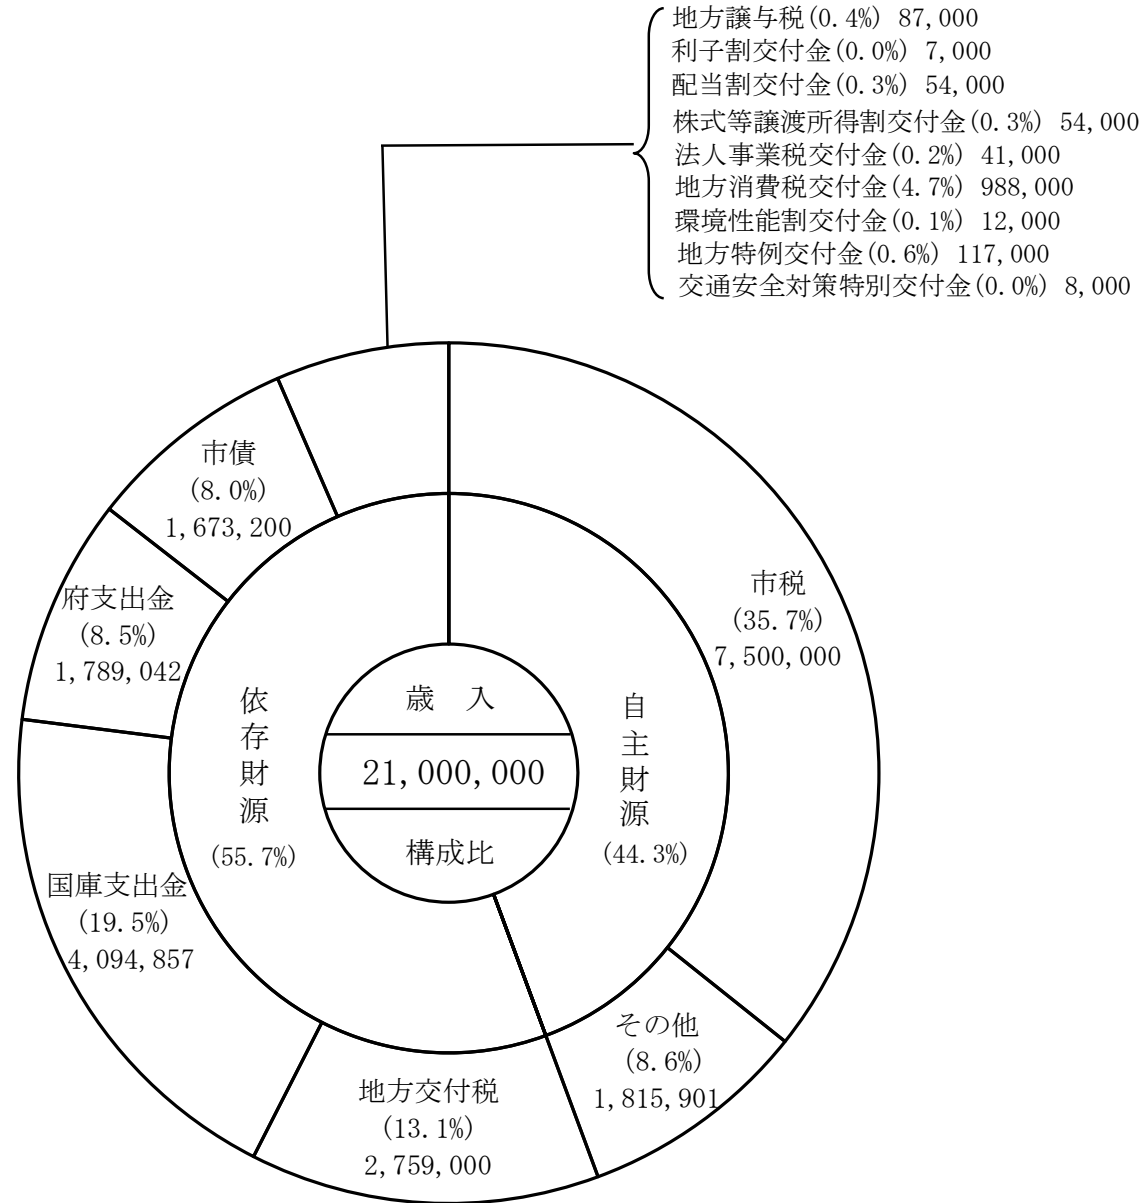 地方譲与税(0.4%) 87,000
利子割交付金(0.0%) 7,000
配当割交付金(0.3%) 54,000
株式等譲渡所得割交付金(0.3%) 54,000
法人事業税交付金(0.2%) 41,000
地方消費税交付金(4.7%) 988,000
環境性能割交付金(0.1%) 12,000
地方特例交付金(0.6%) 117,000
交通安全対策特別交付金(0.0%) 8,000
市債
(8.0%)
1,673,200
府支出金
(8.5%)
1,789,042
国庫支出金
(19.5%)
4,094,857
地方交付税
(13.1%)
2,759,000
その他
(8.6%)
1,815,901
市税
(35.7%)
7,500,000
依存財源
(55.7%)
歳 入
21,000,000
構成比
自主財源
(44.3%)